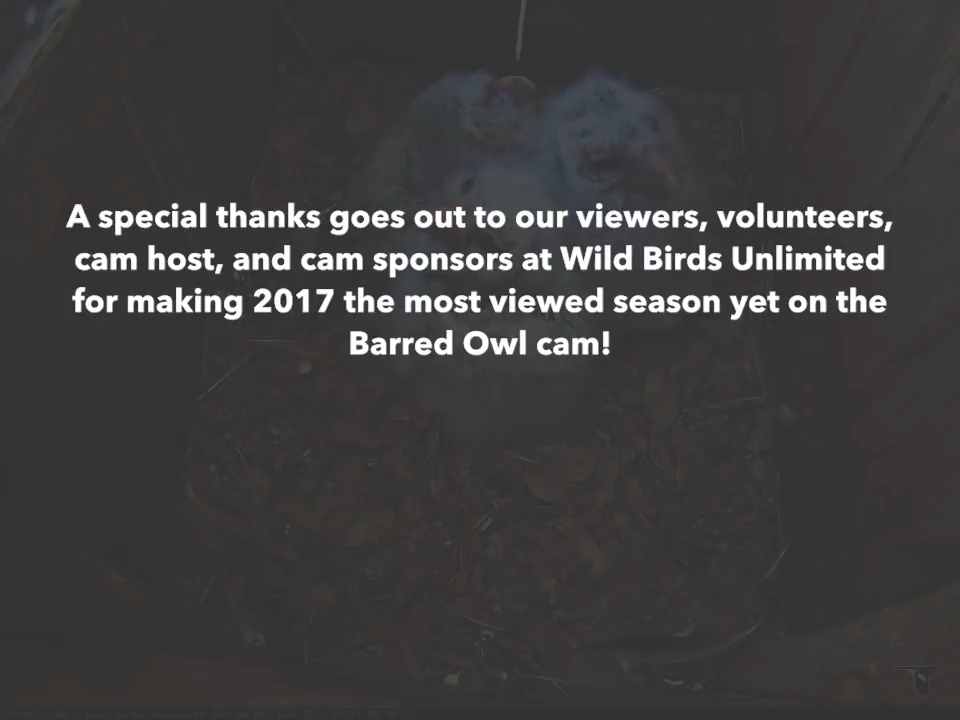 A special thanks goes out to our viewers, volunteers,
cam host, and cam sponsors at Wild Birds Unlimited
for making 2017 the most viewed season yet on the
Barred Owl cam!